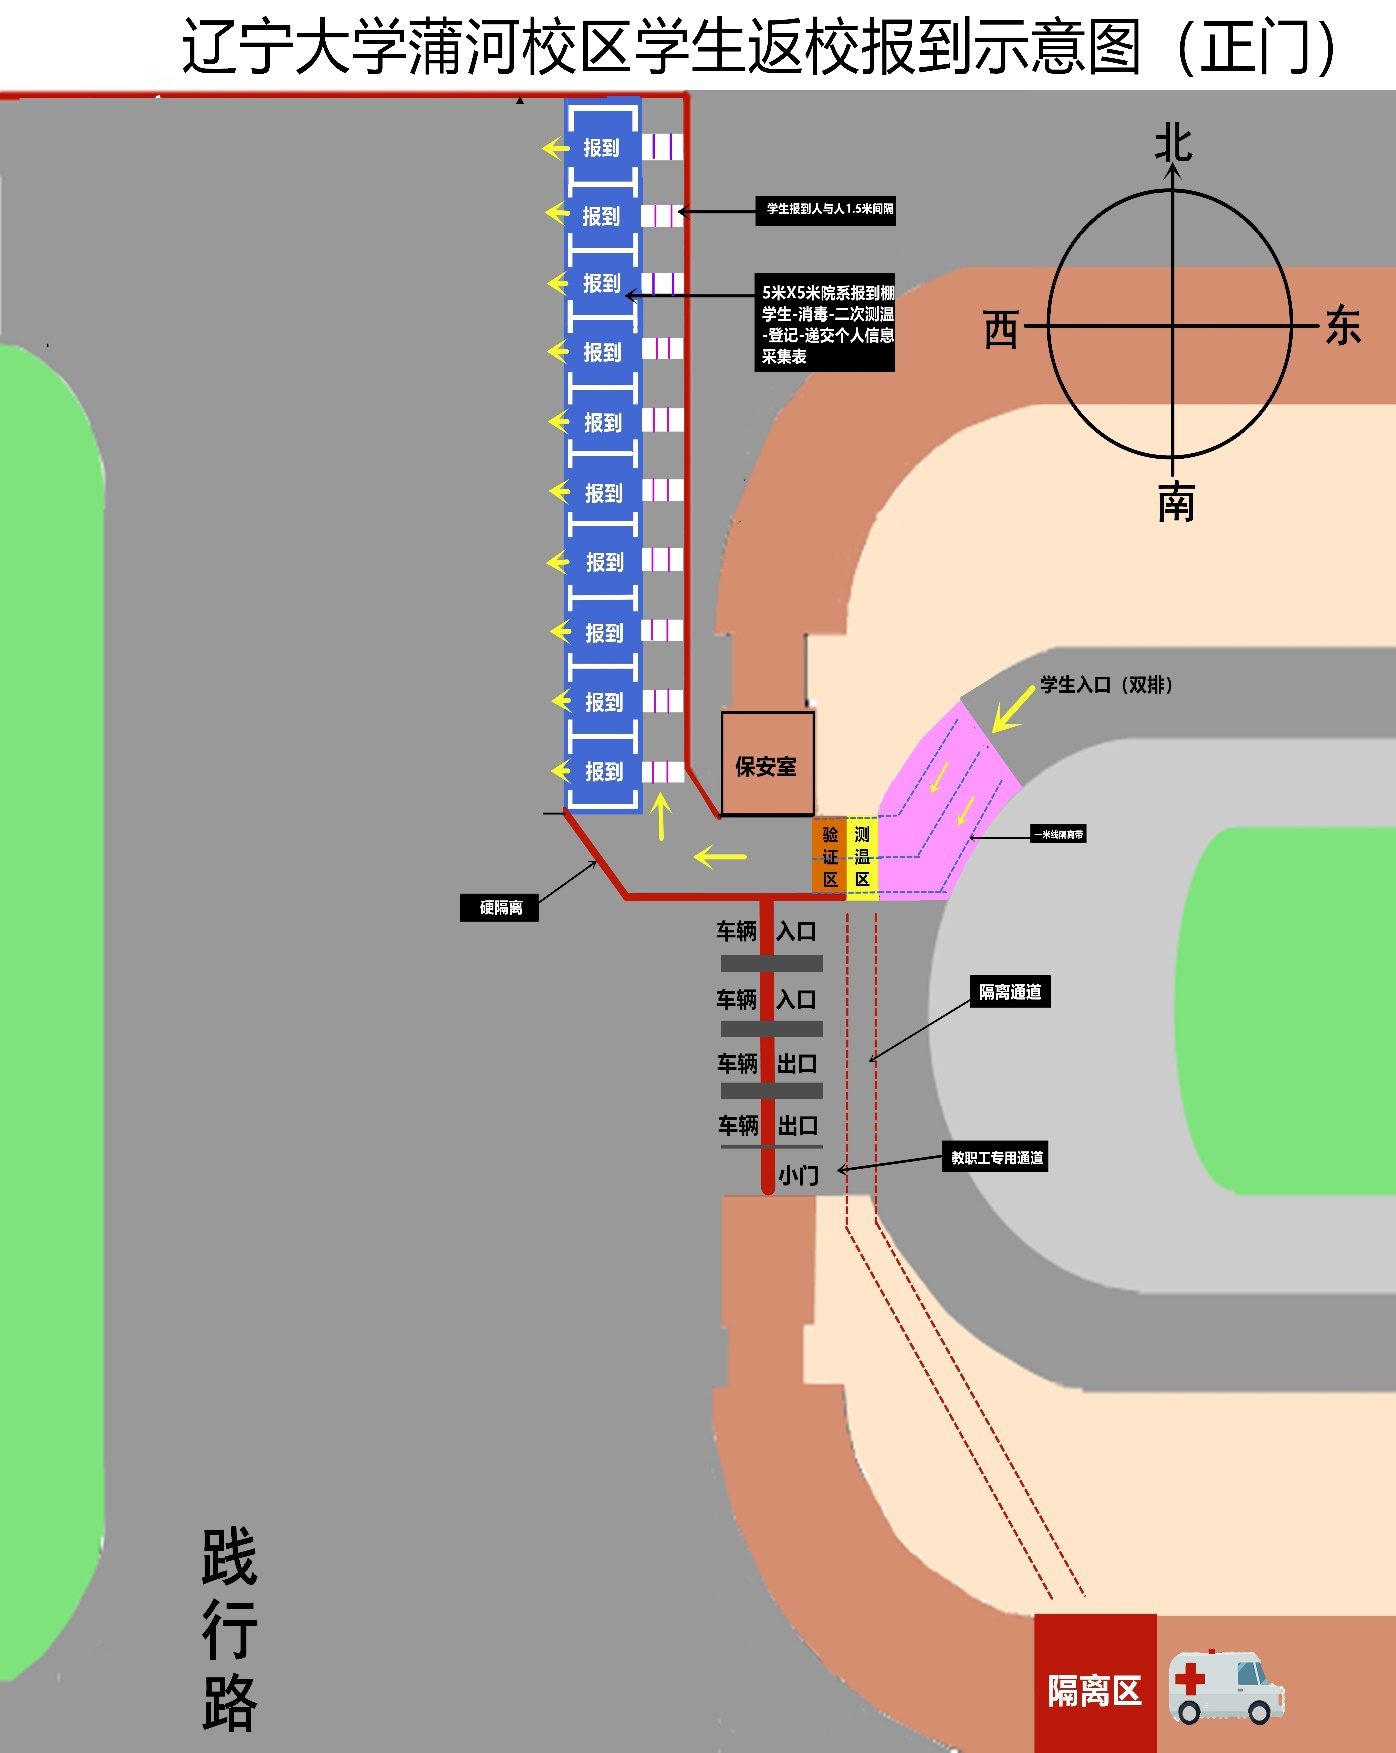 辽宁大学蒲河校区学生返校报到示意图（正门）
北
西
东
南
报到
报到
报到
报到
报到
报到
报到
报到
报到
报到
学生报到人与人1.5米间隔
5米X5米院系报到棚
学生-消毒-二次测温
-登记-递交个人信息
采集表
学生入口（双排）
保安室
验证区
测温区
一米线隔离带
硬隔离
车辆 入口
车辆 入口
车辆 出口
车辆 出口
小门
隔离通道
教职工专用通道
践行路
隔离区